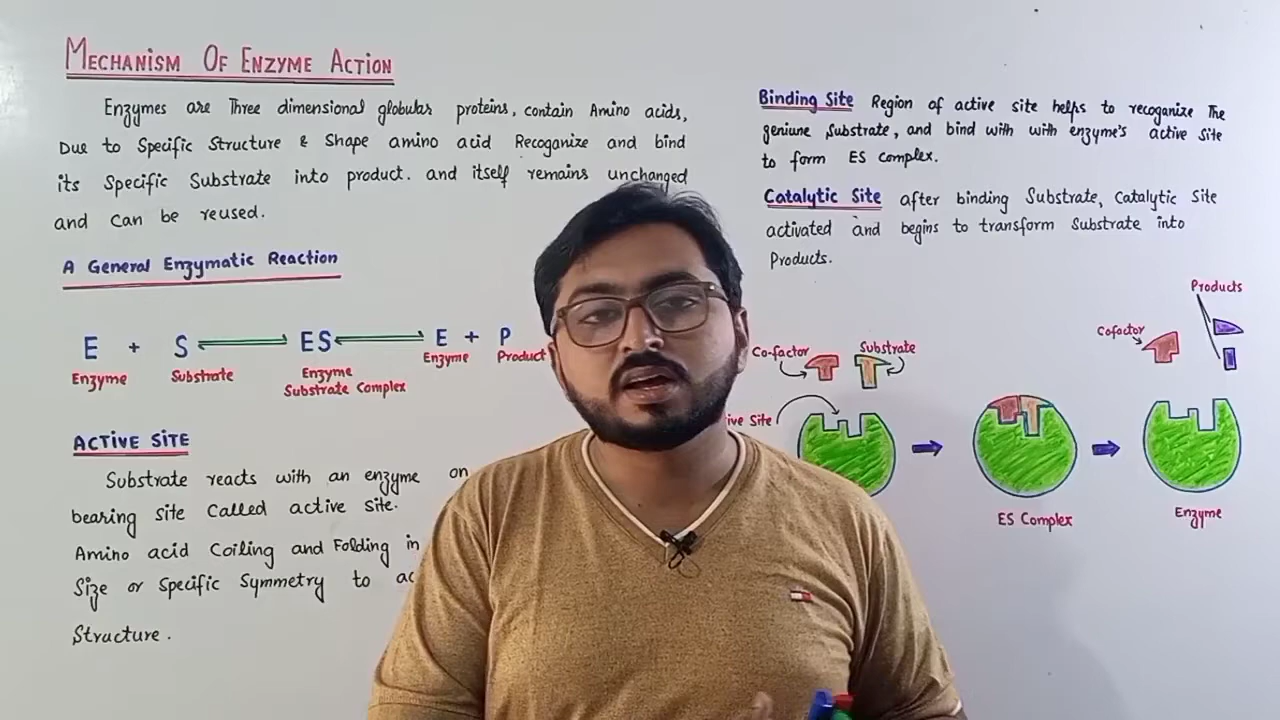 MECHANISM OF ENZYME ACTION
Enzymes are Three dimensional globular proteins, contain Amino acids,
Due to Specific Structure & Shape amino acid Recoganize and bind
its Specific Substrate into product. and itself remains unchanged
and can be reused.
A General Enzymatic Reaction
E + S ES E + P
Enzyme Substrate Enzyme Substrate Complex Enzyme Product
ACTIVE SITE
Substrate reacts with an enzyme on
bearing site Called active site.
Amino acid Coiling and Folding in
Size or Specific Symmetry to
Structure.
Binding Site Region of active site helps to recoganize The
geniune Substrate, and bind with with enzyme's active site
to form ES complex.
Catalytic Site after binding Substrate, Catalytic Site
activated and begins to transform Substrate into
Products.
Co-factor
Substrate
Site
ES Complex
Cofactor
Products
Enzyme